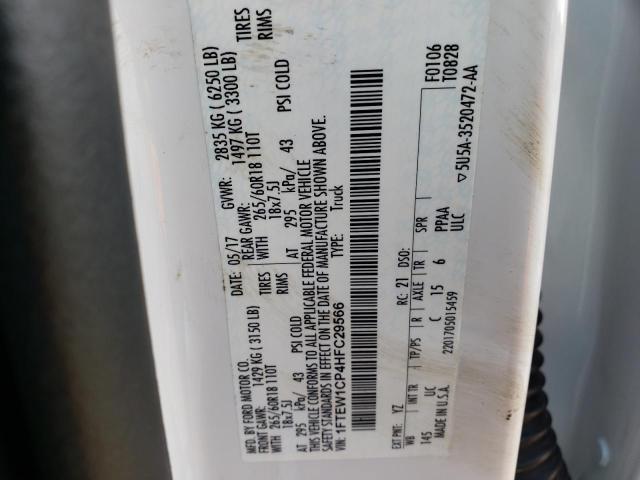 MFD. BY FORD MOTOR CO.
DATE: 05/17 GVWR: 2835 KG ( 6250 LB)
FRONT GAWR: 1429 KG ( 3150 LB) REAR GAWR: 1497 KG ( 3300 LB)
265/60R18 110T TIRES WITH 265/60R18 110T TIRES
18x7.5J RIMS 18x7.5J RIMS
AT 295 kPa/ 43 PSI COLD AT 295 kPa/ 43 PSI COLD
THIS VEHICLE CONFORMS TO ALL APPLICABLE FEDERAL MOTOR VEHICLE
SAFETY STANDARDS IN EFFECT ON THE DATE OF MANUFACTURE SHOWN ABOVE.
VIN: 1FTEW1CP4HFC29566 TYPE: Truck
F0106
T0828
EXT PNT: YZ RC: 21 DSO:
WB INT TR TP/PS R AXLE TR SPR
145 UC C 15 6 PPAA
ULC
MADE IN U.S.A. 2201705015459
▽5U5A-3520472-AA